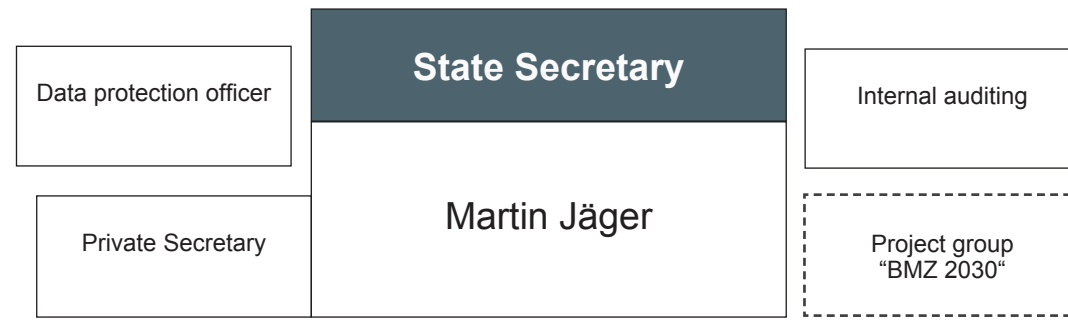 State Secretary
Data protection officer
Internal auditing
Martin Jäger
Private Secretary
Project group
“BMZ 2030“